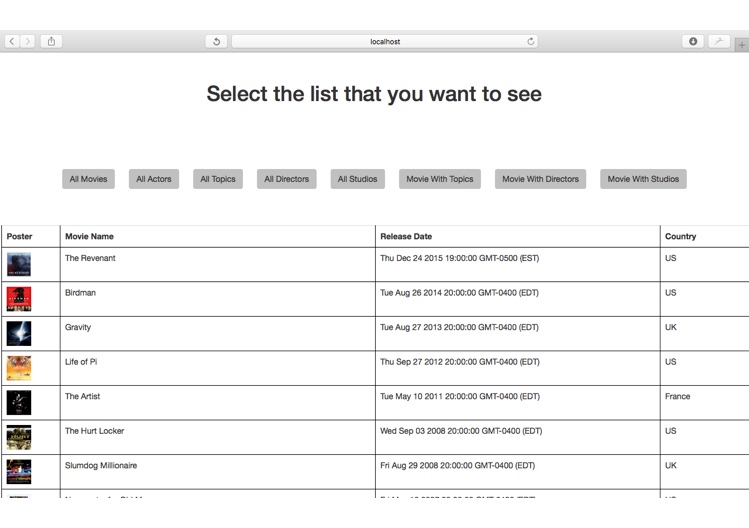 localhost
Select the list that you want to see
All Movies All Actors All Topics All Directors All Studios Movie With Topics Movie With Directors Movie With Studios
Poster Movie Name Release Date Country
The Revenant Thu Dec 24 2015 19:00:00 GMT-0500 (EST) US
Birdman Tue Aug 26 2014 20:00:00 GMT-0400 (EDT) US
Gravity Tue Aug 27 2013 20:00:00 GMT-0400 (EDT) UK
Life of Pi Thu Sep 27 2012 20:00:00 GMT-0400 (EDT) US
The Artist Tue May 10 2011 20:00:00 GMT-0400 (EDT) France
The Hurt Locker Wed Sep 03 2008 20:00:00 GMT-0400 (EDT) US
Slumdog Millionaire Fri Aug 29 2008 20:00:00 GMT-0400 (EDT) UK